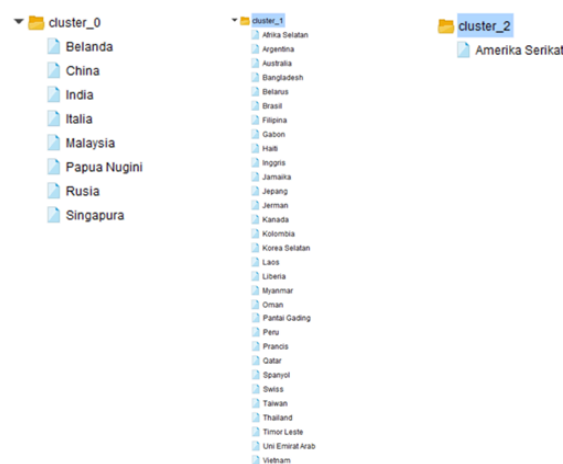 cluster_0
Belanda
China
India
Italia
Malaysia
Papua Nugini
Rusia
Singapura
cluster_1
Afrika Selatan
Argentina
Australia
Bangladesh
Belarus
Brasil
Filipina
Gabon
Haiti
Inggris
Jamaika
Jepang
Jerman
Kanada
Kolombia
Korea Selatan
Laos
Liberia
Myanmar
Oman
Pantai Gading
Peru
Prancis
Qatar
Spanyol
Swiss
Taiwan
Thailand
Timor Leste
Uni Emirat Arab
Vietnam
cluster_2
Amerika Serikat